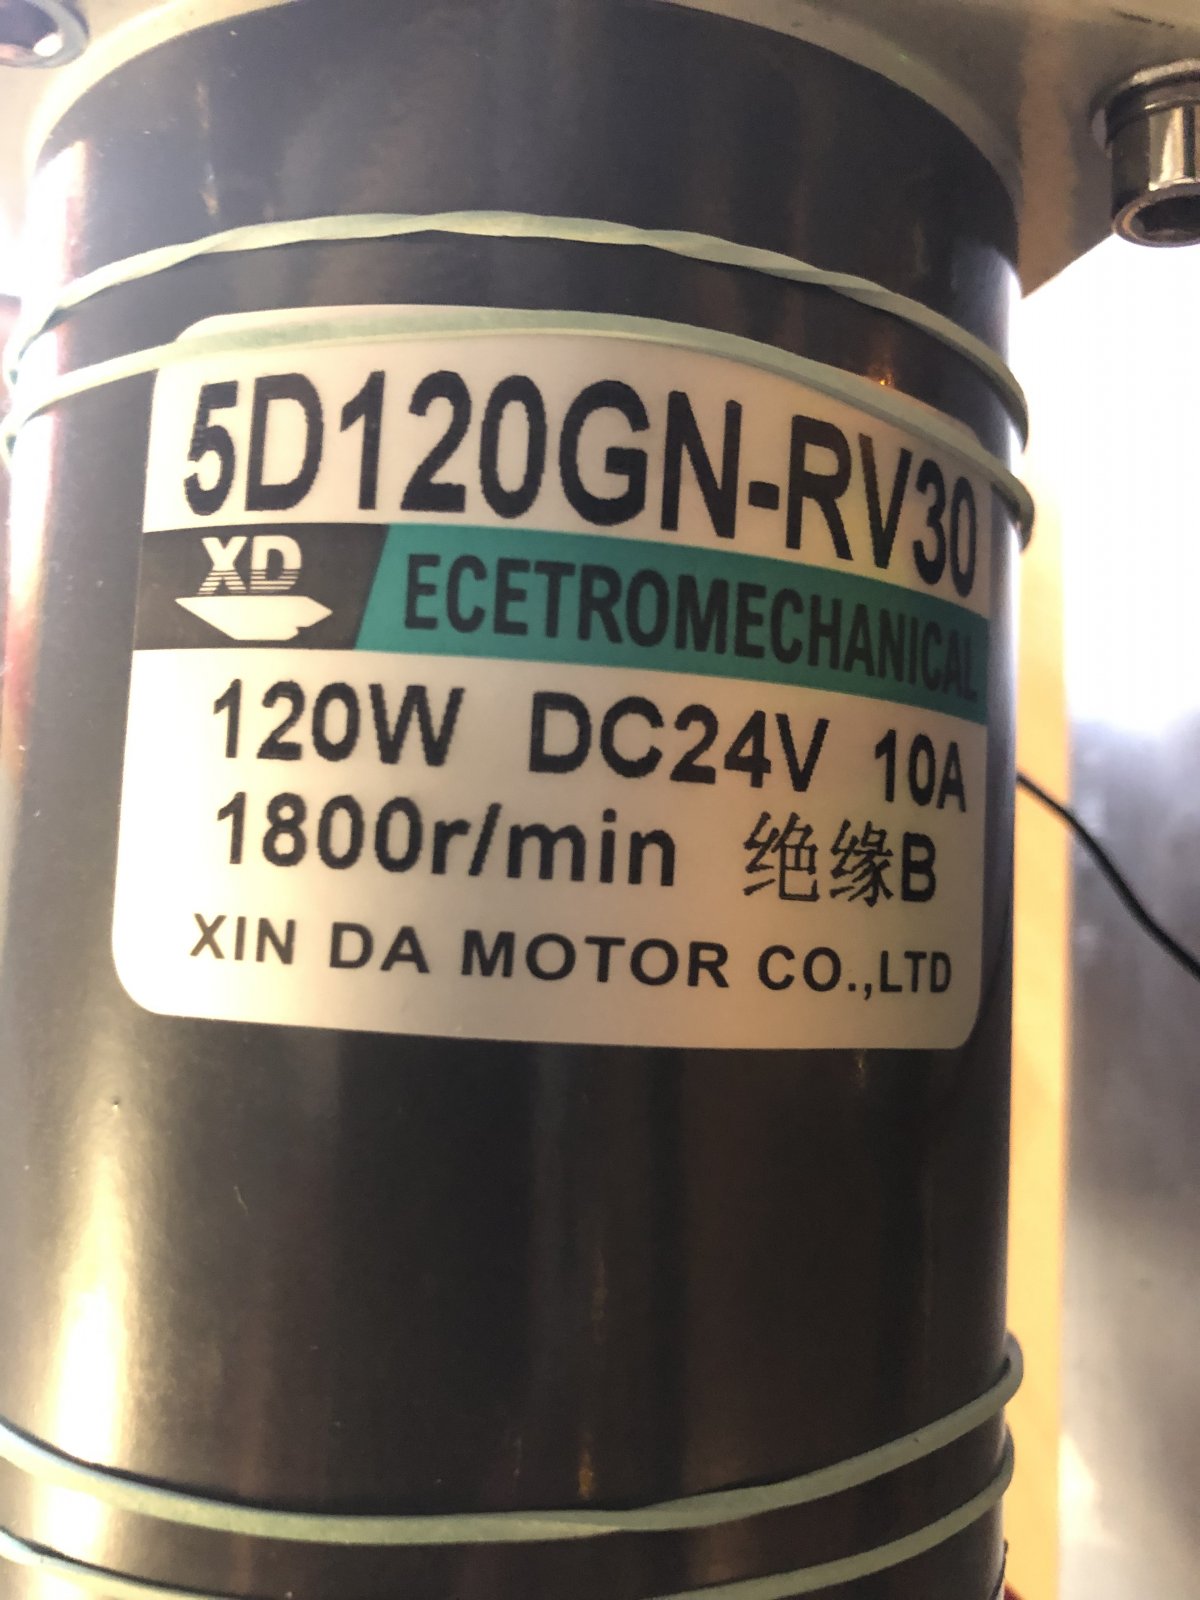 5D120GN-RV30
XD
ECETROMECHANICAL
120W DC24V 10A
1800r/min 绝缘B
XIN DA MOTOR CO.,LTD